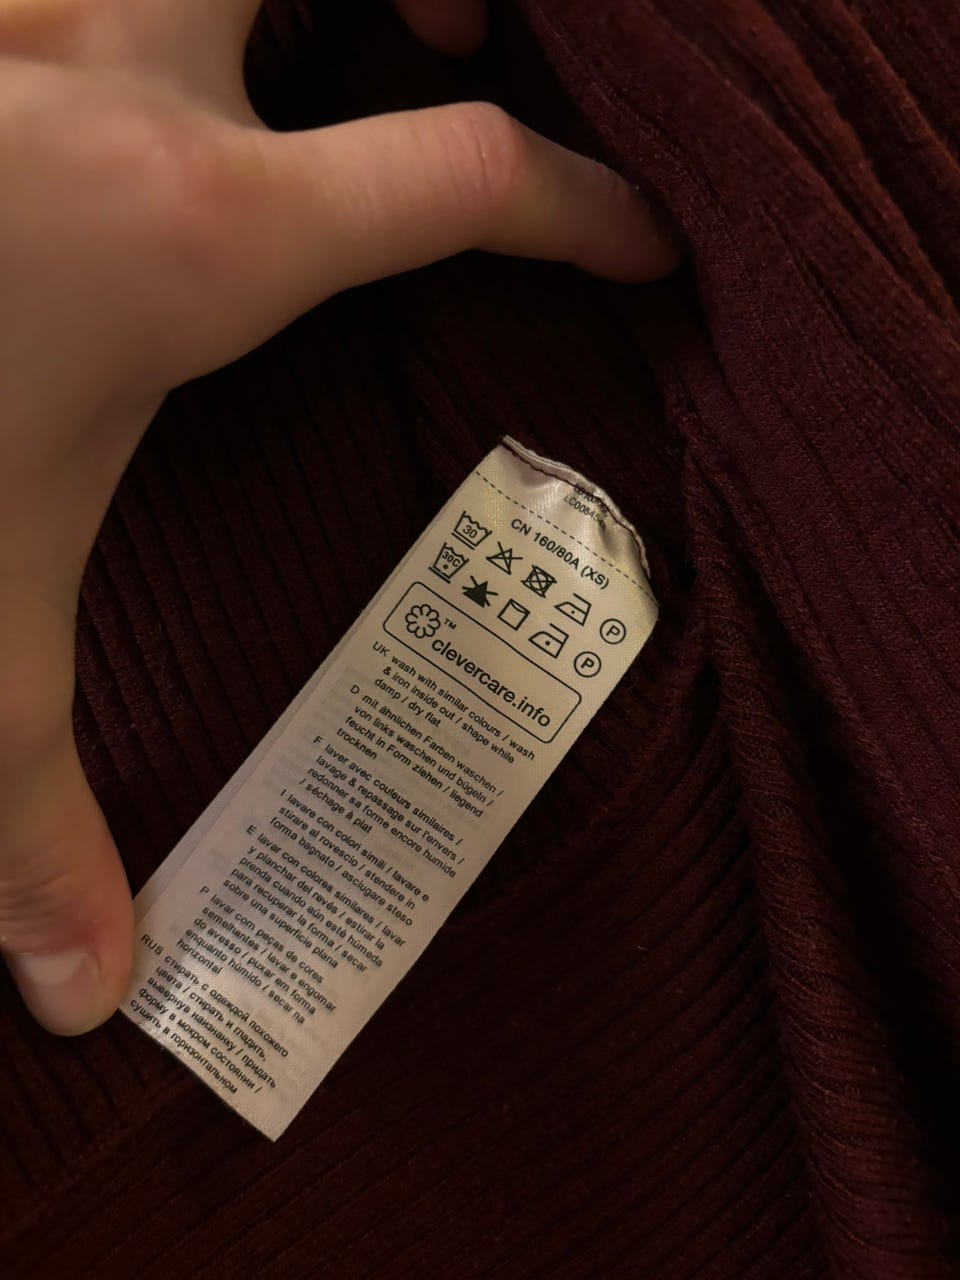 CN 160/80A (XS)
30
P
30C
P
™
clevercare.info
UK wash with similar colours / wash
& iron inside out / shape while
damp / dry flat
D mit ähnlichen Farben waschen /
von links waschen und bügeln /
feucht in Form ziehen / liegend
trocknen
F laver avec couleurs similaires /
lavage & repassage sur l'envers /
redonner sa forme encore humide
/ séchage à plat
I lavare con colori simili / lavare e
stirare al rovescio / stendere in
forma bagnato / asciugare steso
E lavar con colores similares / lavar
y planchar del revés / estirar la
prenda cuando aún esté húmeda
para recuperar la forma / secar
sobre una superficie plana
P lavar com peças de cores
semelhantes / lavar e engomar
do avesso / puxar em forma
enquanto húmido / secar na
horizontal
RUS стирать с одеждой похожего
цвета / стирать и гладить,
вывернув наизнанку / придать
форму в мокром состоянии /
сушить в горизонтальном